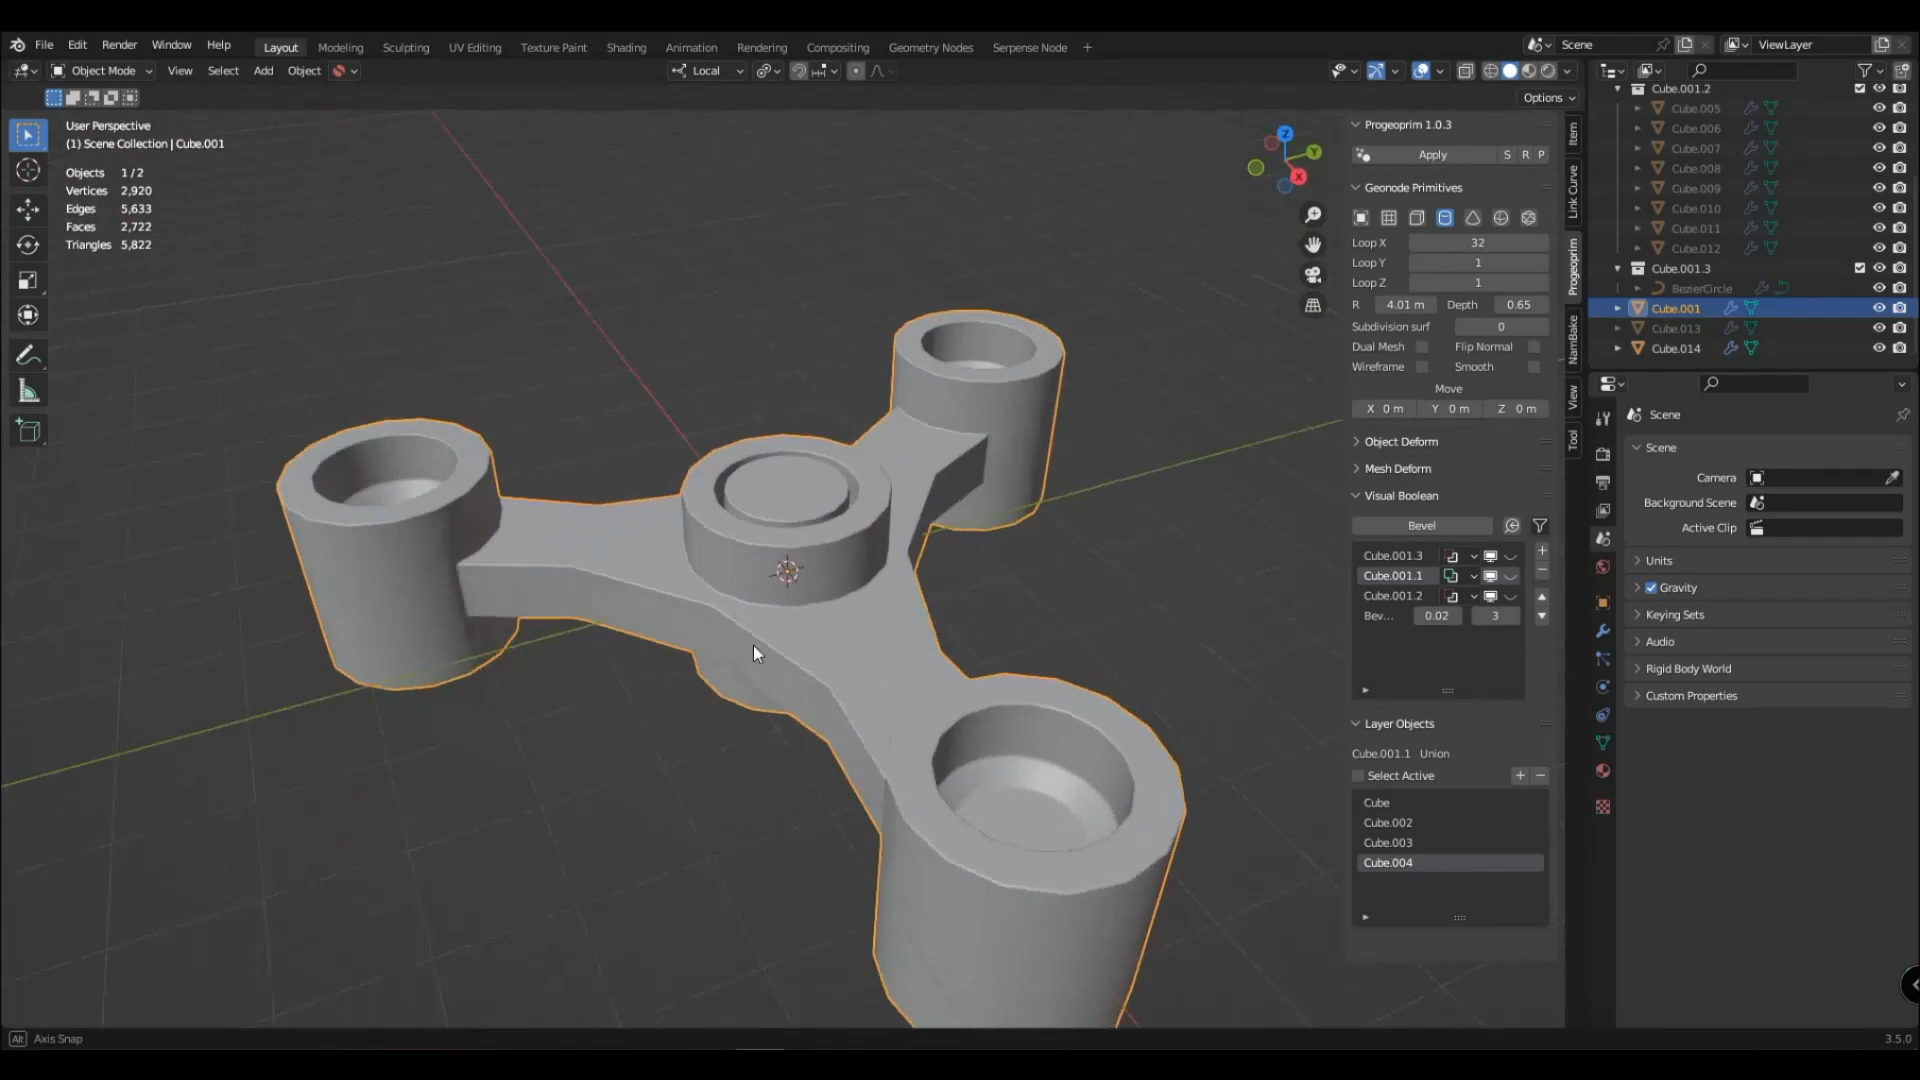 File Edit Render Window Help Layout Modeling Sculpting UV Editing Texture Paint Shading Animation Rendering Compositing Geometry Nodes Serpense Node + Scene ViewLayer
Object Mode View Select Add Object Local
Options
User Perspective
(1) Scene Collection | Cube.001
Objects 1 / 2
Vertices 2,920
Edges 5,633
Faces 2,722
Triangles 5,822
Z
Y
X
Progeoprim 1.0.3
Apply S R P
Geonode Primitives
Loop X 32
Loop Y 1
Loop Z 1
R 4.01 m Depth 0.65
Subdivision surf 0
Dual Mesh Flip Normal
Wireframe Smooth
Move
X 0 m Y 0 m Z 0 m
Object Deform
Mesh Deform
Visual Boolean
Bevel
Cube.001.3
Cube.001.1
Cube.001.2
Bev... 0.02 3
Layer Objects
Cube.001.1 Union
Select Active
Cube
Cube.002
Cube.003
Cube.004
Item
Link Curve
Progeoprim
NamBake
View
Tool
Cube.001.2
Cube.005
Cube.006
Cube.007
Cube.008
Cube.009
Cube.010
Cube.011
Cube.012
Cube.001.3
BezierCircle
Cube.001
Cube.013
Cube.014
Scene
Scene
Camera
Background Scene
Active Clip
Units
Gravity
Keying Sets
Audio
Rigid Body World
Custom Properties
Alt Axis Snap
3.5.0